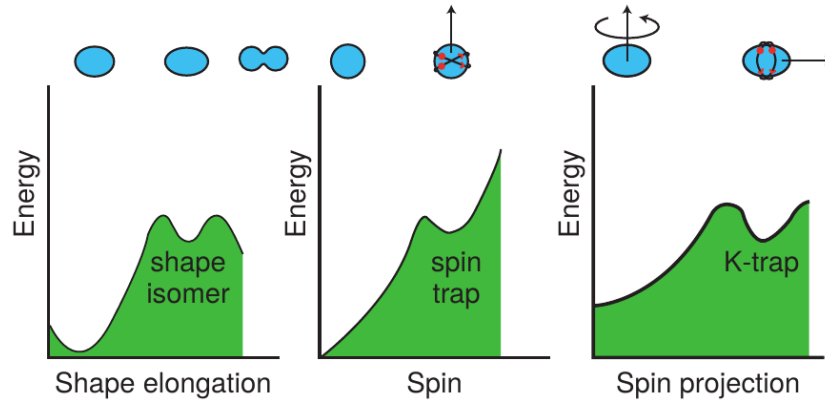 Energy
shape
isomer
Shape elongation
Energy
spin
trap
Spin
Energy
K-trap
Spin projection